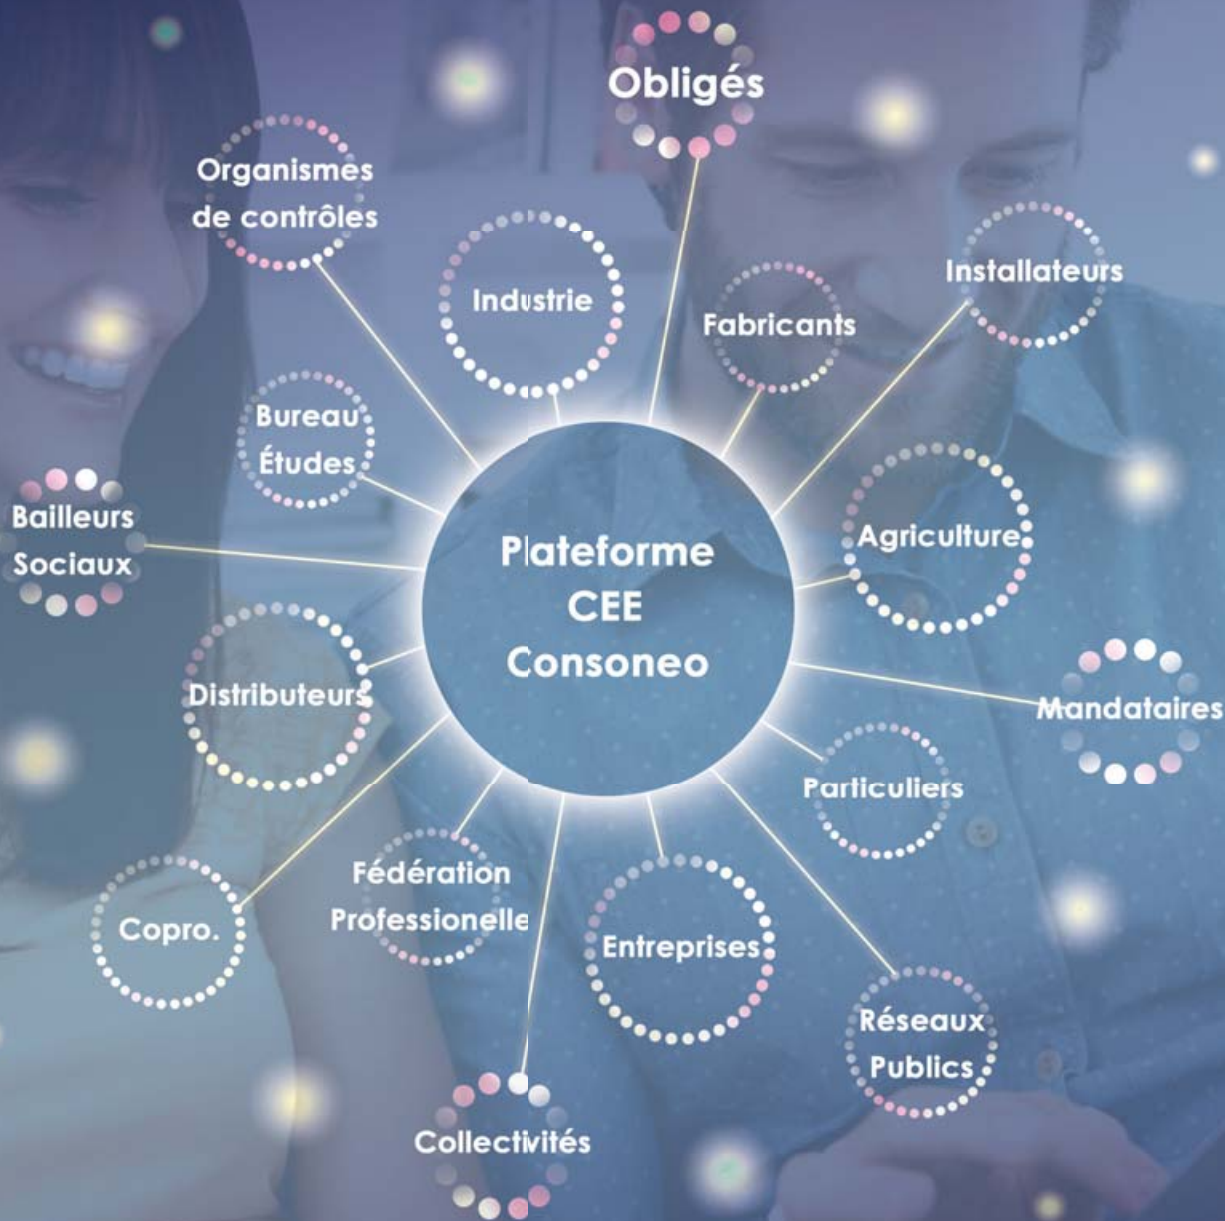 Obligés
Organismes
de contrôles
Industrie
Installateurs
Fabricants
Bureau
Études
Bailleurs
Sociaux
Agriculture
Plateforme
CEE
Consoneo
Distributeurs
Mandataires
Particuliers
Fédération
Professionelle
Copro.
Entreprises
Réseaux
Publics
Collectivités